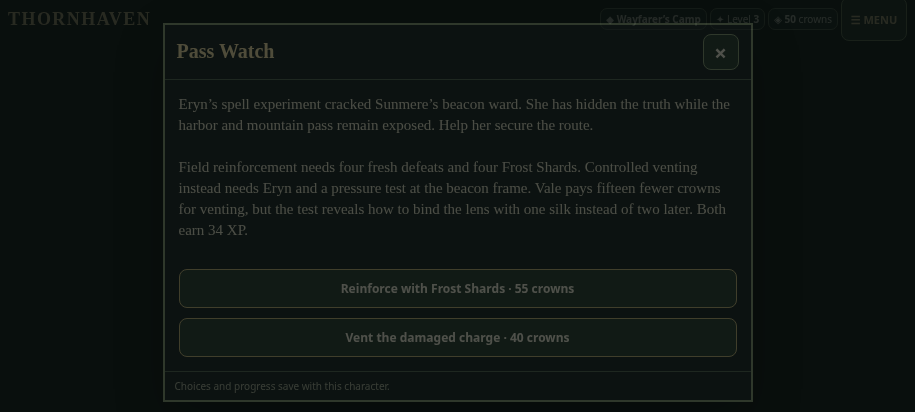 THORNHAVEN
◆ Wayfarer's Camp
✦ Level 3
◈ 50 crowns
☰ MENU
Pass Watch
×
Eryn’s spell experiment cracked Sunmere’s beacon ward. She has hidden the truth while the
harbor and mountain pass remain exposed. Help her secure the route.
Field reinforcement needs four fresh defeats and four Frost Shards. Controlled venting
instead needs Eryn and a pressure test at the beacon frame. Vale pays fifteen fewer crowns
for venting, but the test reveals how to bind the lens with one silk instead of two later. Both
earn 34 XP.
Reinforce with Frost Shards · 55 crowns
Vent the damaged charge · 40 crowns
Choices and progress save with this character.